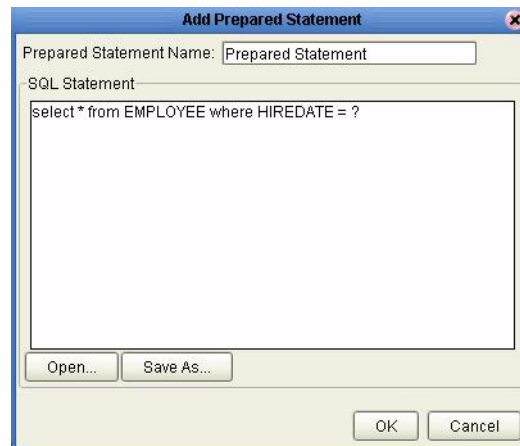 Add Prepared Statement
Prepared Statement Name: Prepared Statement
SQL Statement
select * from EMPLOYEE where HIREDATE = ?
Open... Save As...
OK Cancel